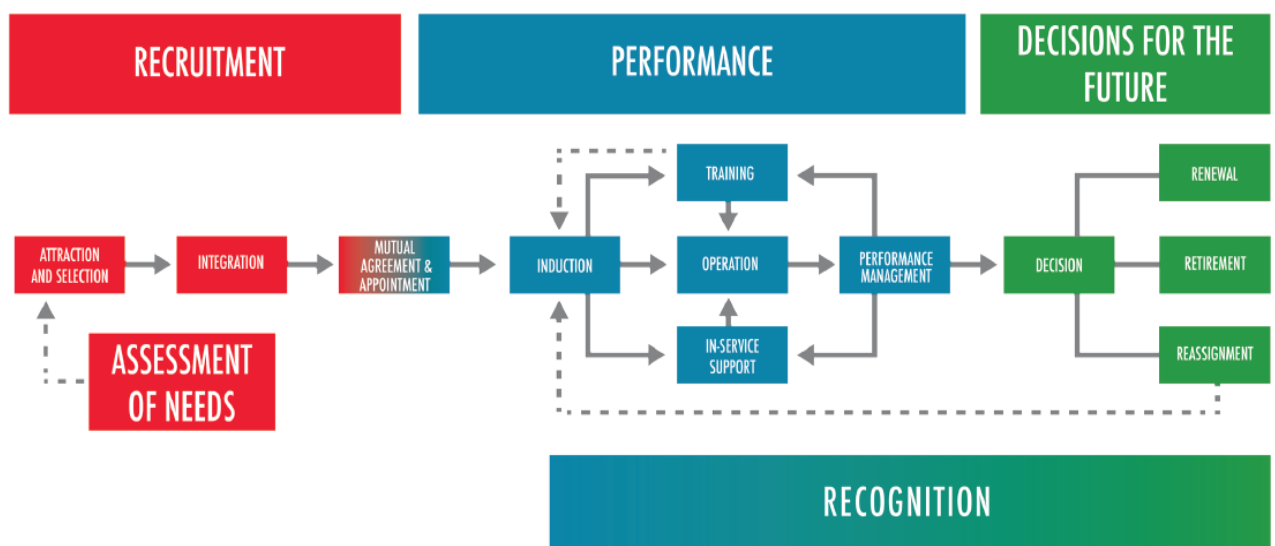 RECRUITMENT
PERFORMANCE
DECISIONS FOR THE
FUTURE
ATTRACTION
AND SELECTION
INTEGRATION
MUTUAL
AGREEMENT &
APPOINTMENT
INDUCTION
TRAINING
OPERATION
IN-SERVICE
SUPPORT
PERFORMANCE
MANAGEMENT
DECISION
RENEWAL
RETIREMENT
REASSIGNMENT
ASSESSMENT
OF NEEDS
RECOGNITION